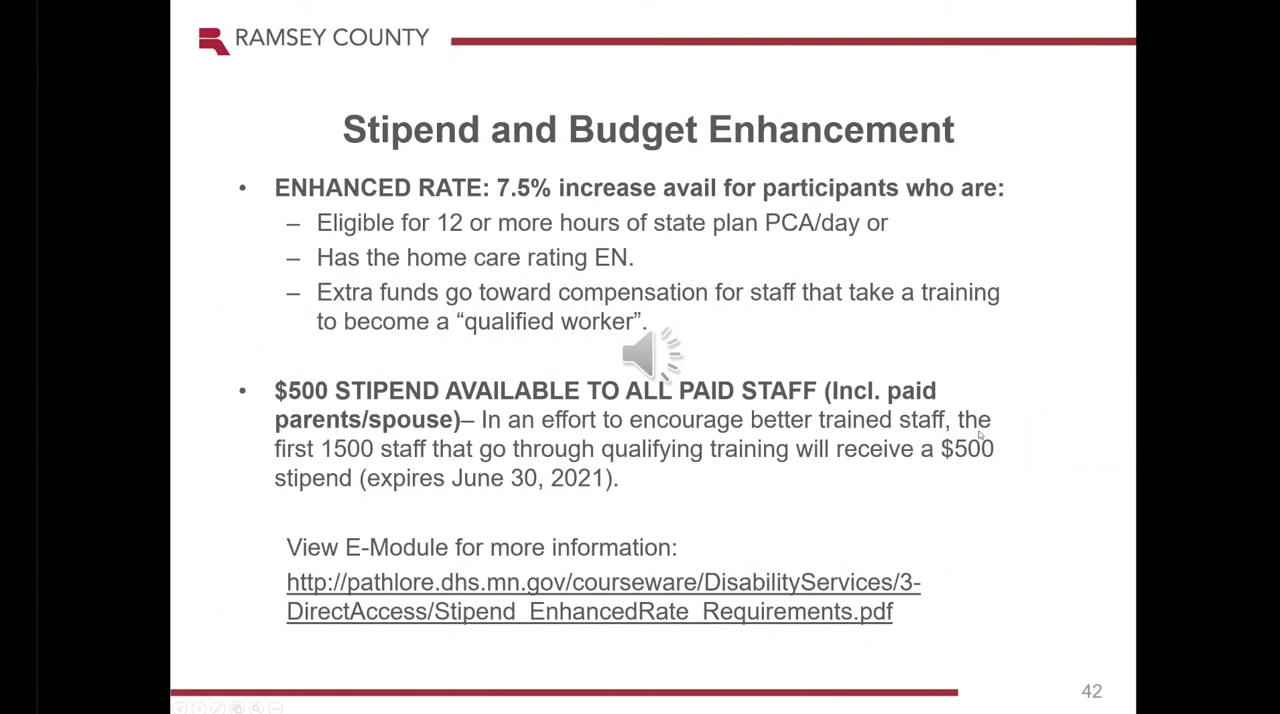 RAMSEY COUNTY
Stipend and Budget Enhancement
• ENHANCED RATE: 7.5% increase avail for participants who are:
– Eligible for 12 or more hours of state plan PCA/day or
– Has the home care rating EN.
– Extra funds go toward compensation for staff that take a training
to become a “qualified worker”.
• $500 STIPEND AVAILABLE TO ALL PAID STAFF (Incl. paid
parents/spouse)– In an effort to encourage better trained staff, the
first 1500 staff that go through qualifying training will receive a $500
stipend (expires June 30, 2021).
View E-Module for more information:
http://pathlore.dhs.mn.gov/courseware/DisabilityServices/3-
DirectAccess/Stipend_EnhancedRate_Requirements.pdf
42